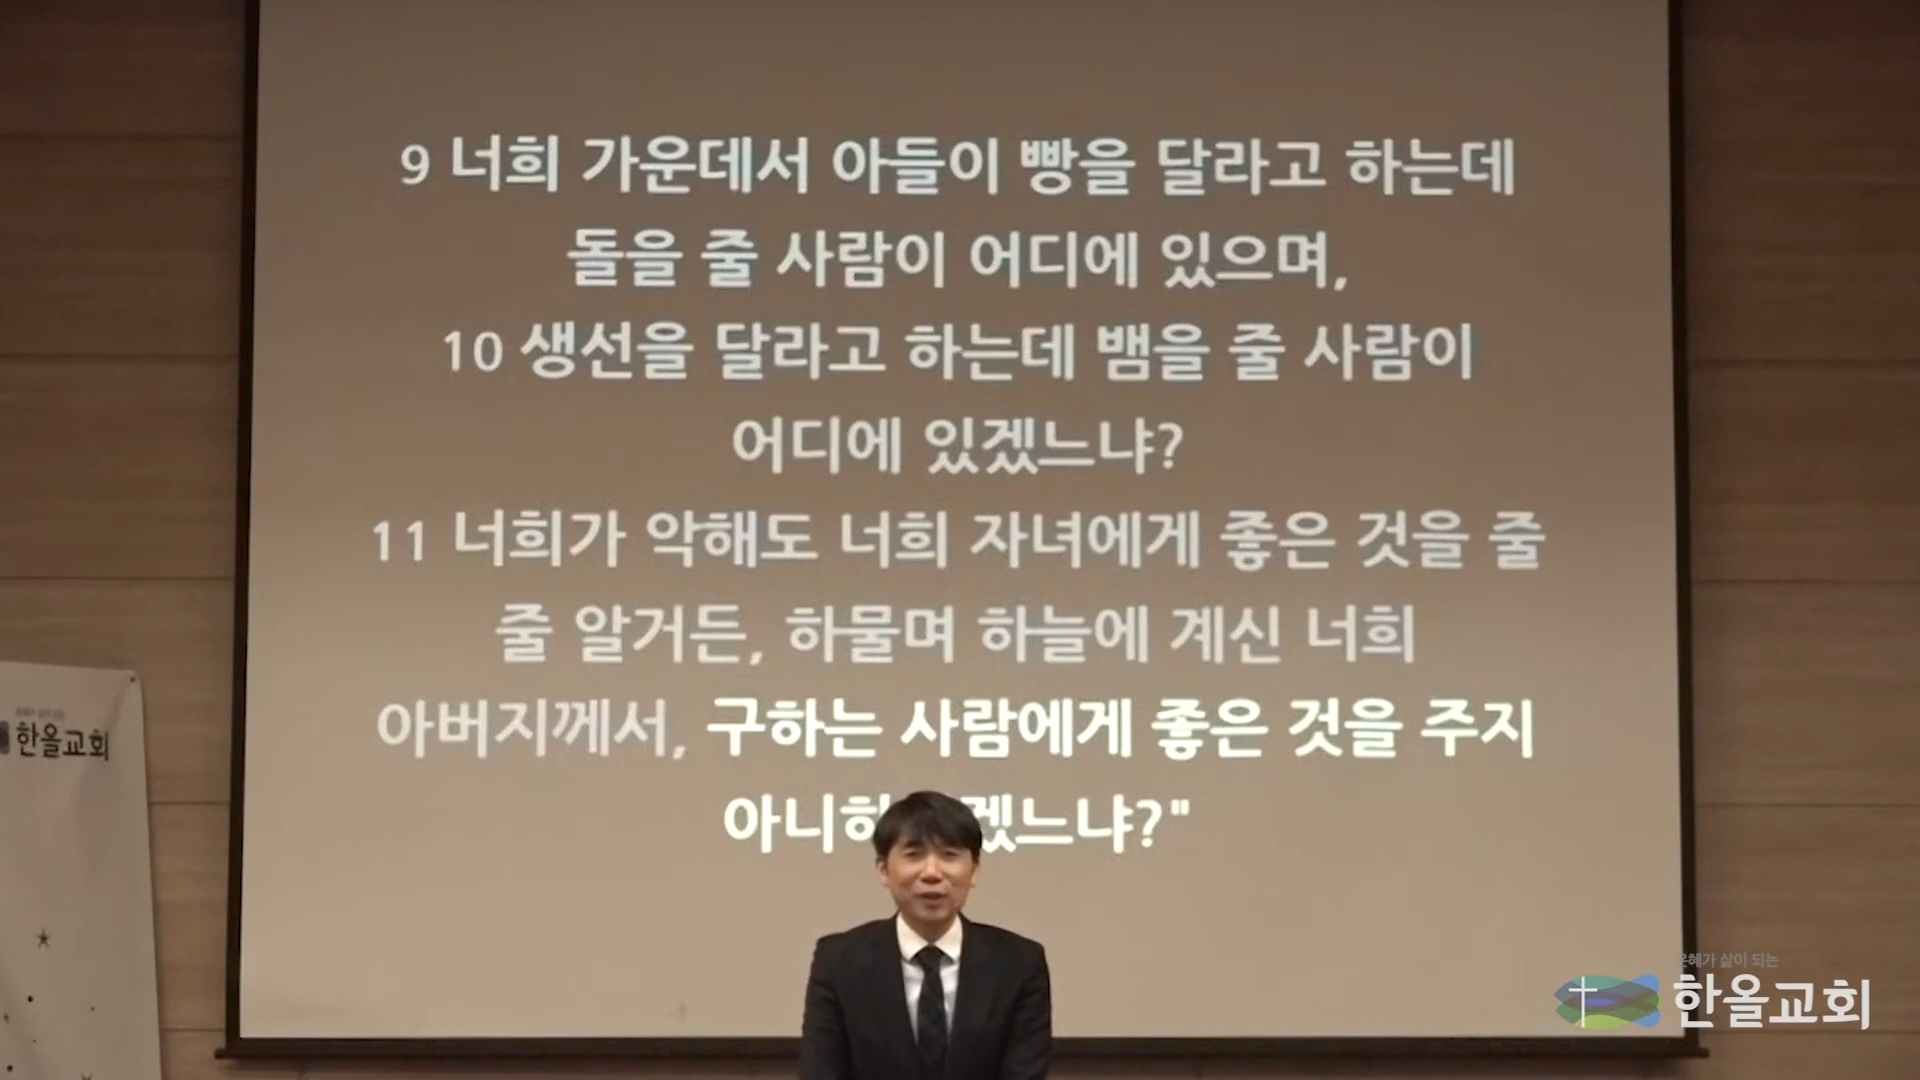 9 너희 가운데서 아들이 빵을 달라고 하는데
돌을 줄 사람이 어디에 있으며,
10 생선을 달라고 하는데 뱀을 줄 사람이
어디에 있겠느냐?
11 너희가 악해도 너희 자녀에게 좋은 것을 줄
줄 알거든, 하물며 하늘에 계신 너희
아버지께서, 구하는 사람에게 좋은 것을 주지
겠느냐?"
한올교회
은혜가 삶이 되는
한올교회